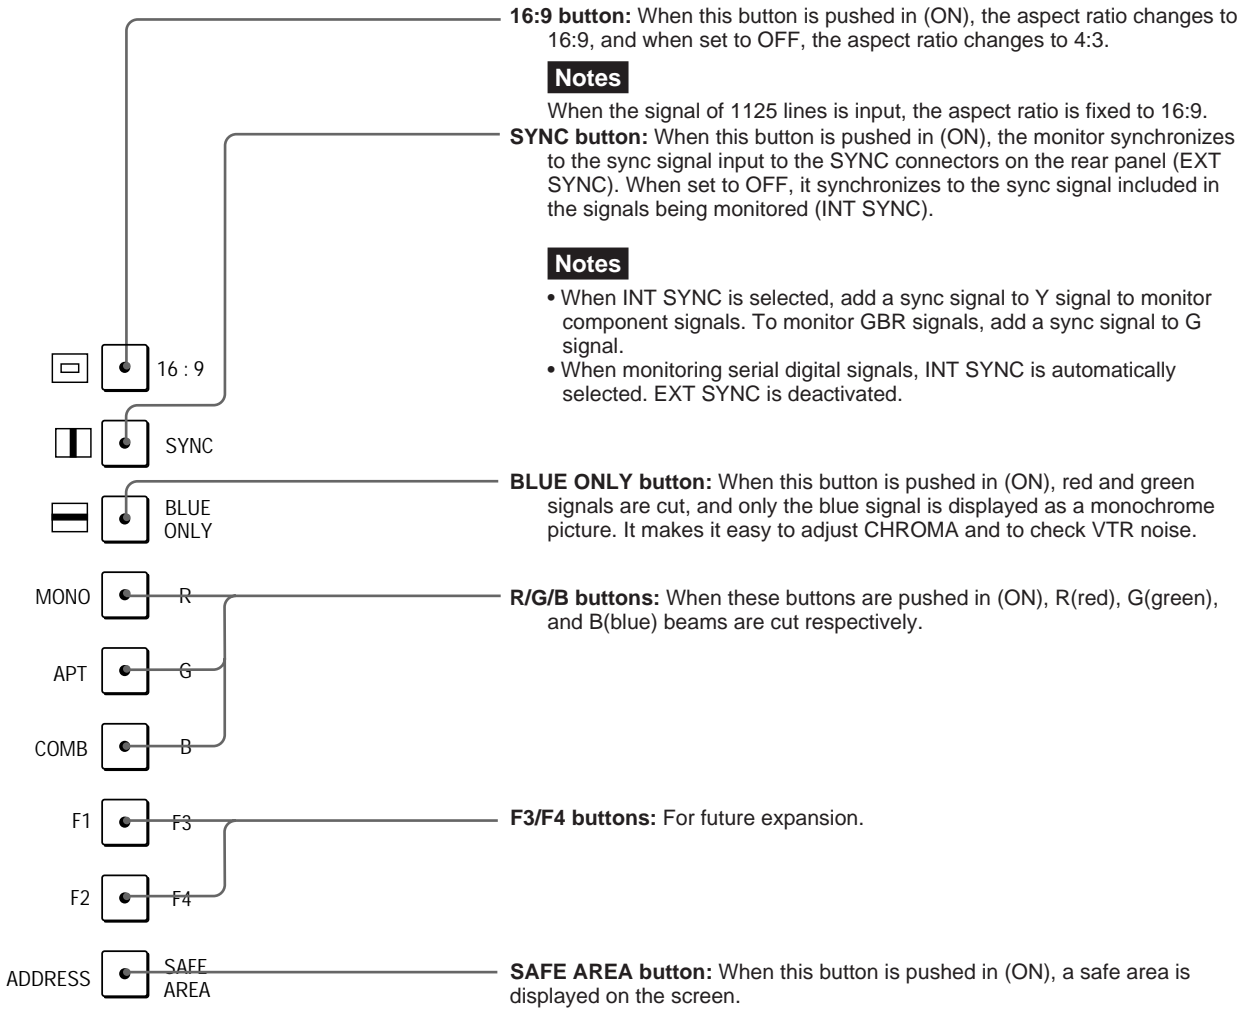 16:9 button: When this button is pushed in (ON), the aspect ratio changes to
16:9, and when set to OFF, the aspect ratio changes to 4:3.
Notes
When the signal of 1125 lines is input, the aspect ratio is fixed to 16:9.
SYNC button: When this button is pushed in (ON), the monitor synchronizes
to the sync signal input to the SYNC connectors on the rear panel (EXT
SYNC). When set to OFF, it synchronizes to the sync signal included in
the signals being monitored (INT SYNC).
Notes
• When INT SYNC is selected, add a sync signal to Y signal to monitor
component signals. To monitor GBR signals, add a sync signal to G
signal.
• When monitoring serial digital signals, INT SYNC is automatically
selected. EXT SYNC is deactivated.
16 : 9
SYNC
BLUE
ONLY
BLUE ONLY button: When this button is pushed in (ON), red and green
signals are cut, and only the blue signal is displayed as a monochrome
picture. It makes it easy to adjust CHROMA and to check VTR noise.
MONO R
R/G/B buttons: When these buttons are pushed in (ON), R(red), G(green),
and B(blue) beams are cut respectively.
APT G
COMB B
F1 F3
F3/F4 buttons: For future expansion.
F2 F4
ADDRESS SAFE
AREA
SAFE AREA button: When this button is pushed in (ON), a safe area is
displayed on the screen.